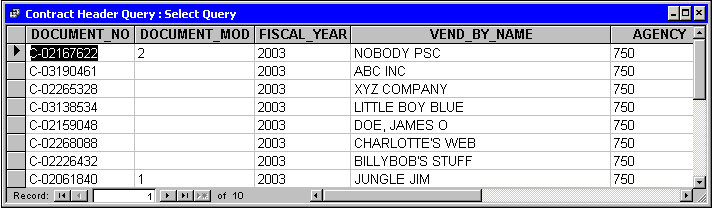 Contract Header Query : Select Query
DOCUMENT_NO DOCUMENT_MOD FISCAL_YEAR VEND_BY_NAME AGENCY
C-02167622 2 2003 NOBODY PSC 750
C-03190461 2003 ABC INC 750
C-02265328 2003 XYZ COMPANY 750
C-03138534 2003 LITTLE BOY BLUE 750
C-02159048 2003 DOE, JAMES O 750
C-02268088 2003 CHARLOTTE'S WEB 750
C-02226432 2003 BILLYBOB'S STUFF 750
C-02061840 1 2003 JUNGLE JIM 750
Record: 1 of 10